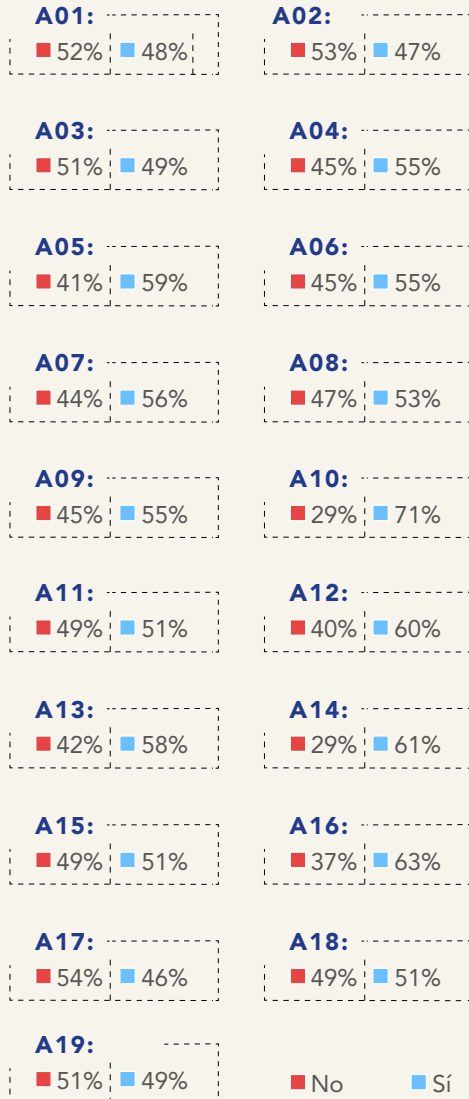 A01: A02:
52% 48% 53% 47%
A03: A04:
51% 49% 45% 55%
A05: A06:
41% 59% 45% 55%
A07: A08:
44% 56% 47% 53%
A09: A10:
45% 55% 29% 71%
A11: A12:
49% 51% 40% 60%
A13: A14:
42% 58% 29% 61%
A15: A16:
49% 51% 37% 63%
A17: A18:
54% 46% 49% 51%
A19:
51% 49% No Sí